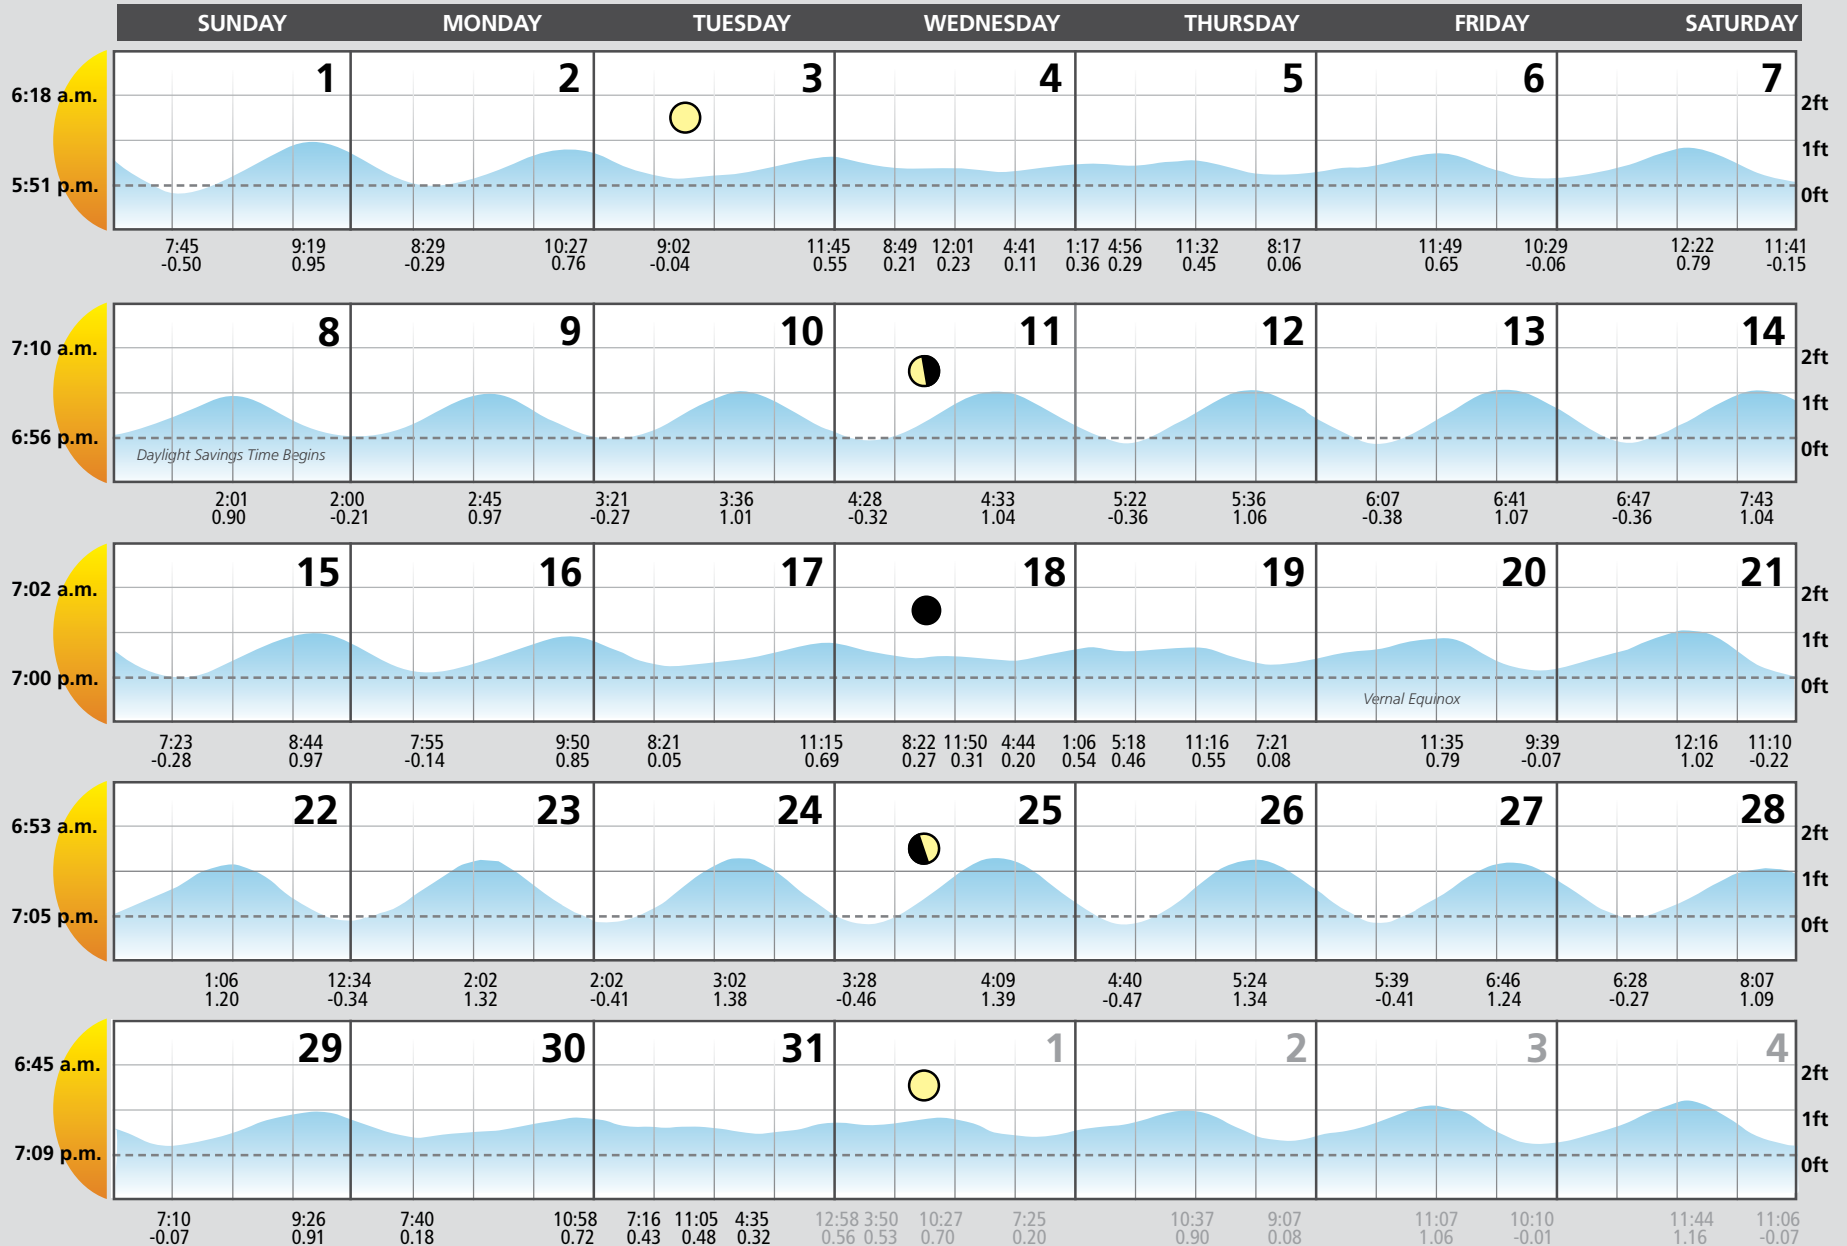 SUNDAY MONDAY TUESDAY WEDNESDAY THURSDAY FRIDAY SATURDAY
1 2 3 4 5 6 7
6:18 a.m.
2ft
1ft
5:51 p.m.
0ft
7:45 9:19 8:29 10:27 9:02 11:45 8:49 12:01 4:41 1:17 4:56 11:32 8:17 11:49 10:29 12:22 11:41
-0.50 0.95 -0.29 0.76 -0.04 0.55 0.21 0.23 0.11 0.36 0.29 0.45 0.06 0.65 -0.06 0.79 -0.15
8 9 10 11 12 13 14
7:10 a.m.
2ft
1ft
6:56 p.m.
0ft
Daylight Savings Time Begins
2:01 2:00 2:45 3:21 3:36 4:28 4:33 5:22 5:36 6:07 6:41 6:47 7:43
0.90 -0.21 0.97 -0.27 1.01 -0.32 1.04 -0.36 1.06 -0.38 1.07 -0.36 1.04
15 16 17 18 19 20 21
7:02 a.m.
2ft
1ft
7:00 p.m.
0ft
Vernal Equinox
7:23 8:44 7:55 9:50 8:21 11:15 8:22 11:50 4:44 1:06 5:18 11:16 7:21 11:35 9:39 12:16 11:10
-0.28 0.97 -0.14 0.85 0.05 0.69 0.27 0.31 0.20 0.54 0.46 0.55 0.08 0.79 -0.07 1.02 -0.22
22 23 24 25 26 27 28
6:53 a.m.
2ft
1ft
7:05 p.m.
0ft
1:06 12:34 2:02 2:02 3:02 3:28 4:09 4:40 5:24 5:39 6:46 6:28 8:07
1.20 -0.34 1.32 -0.41 1.38 -0.46 1.39 -0.47 1.34 -0.41 1.24 -0.27 1.09
29 30 31 1 2 3 4
6:45 a.m.
2ft
1ft
7:09 p.m.
0ft
7:10 9:26 7:40 10:58 7:16 11:05 4:35 12:58 3:50 10:27 7:25 10:37 9:07 11:07 10:10 11:44 11:06
-0.07 0.91 0.18 0.72 0.43 0.48 0.32 0.56 0.53 0.70 0.20 0.90 0.08 1.06 -0.01 1.16 -0.07